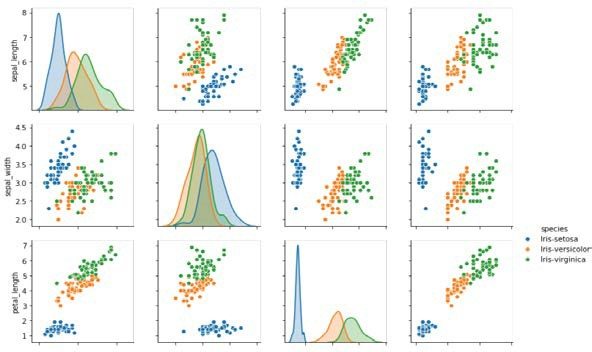 8
7
6
5
sepal_length
4.5
4.0
3.5
3.0
2.5
2.0
sepal_width
7
6
5
4
3
2
1
petal_length
species
Iris-setosa
Iris-versicolor
Iris-virginica